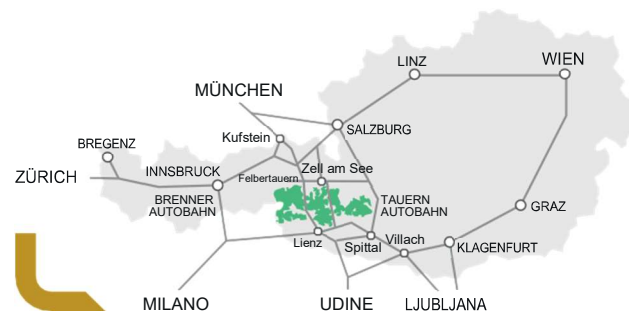 LINZ
WIEN
MÜNCHEN
Kufstein
SALZBURG
BREGENZ
ZÜRICH
INNSBRUCK
Felbertauern
Zell am See
BRENNER
AUTOBAHN
TAUERN
AUTOBAHN
GRAZ
Lienz
Spittal
Villach
KLAGENFURT
MILANO
UDINE
LJUBLJANA